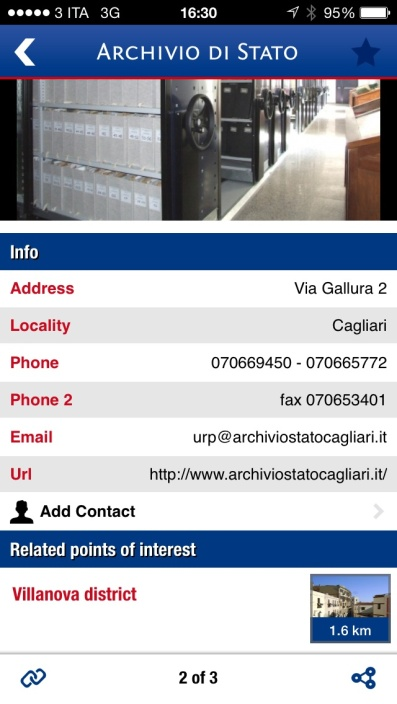 3 ITA 3G 16:30 95%
Archivio di Stato
Info
Address Via Gallura 2
Locality Cagliari
Phone 070669450 - 070665772
Phone 2 fax 070653401
Email urp@archiviostatocagliari.it
Url http://www.archiviostatocagliari.it/
Add Contact
Related points of interest
Villanova district
1.6 km
2 of 3